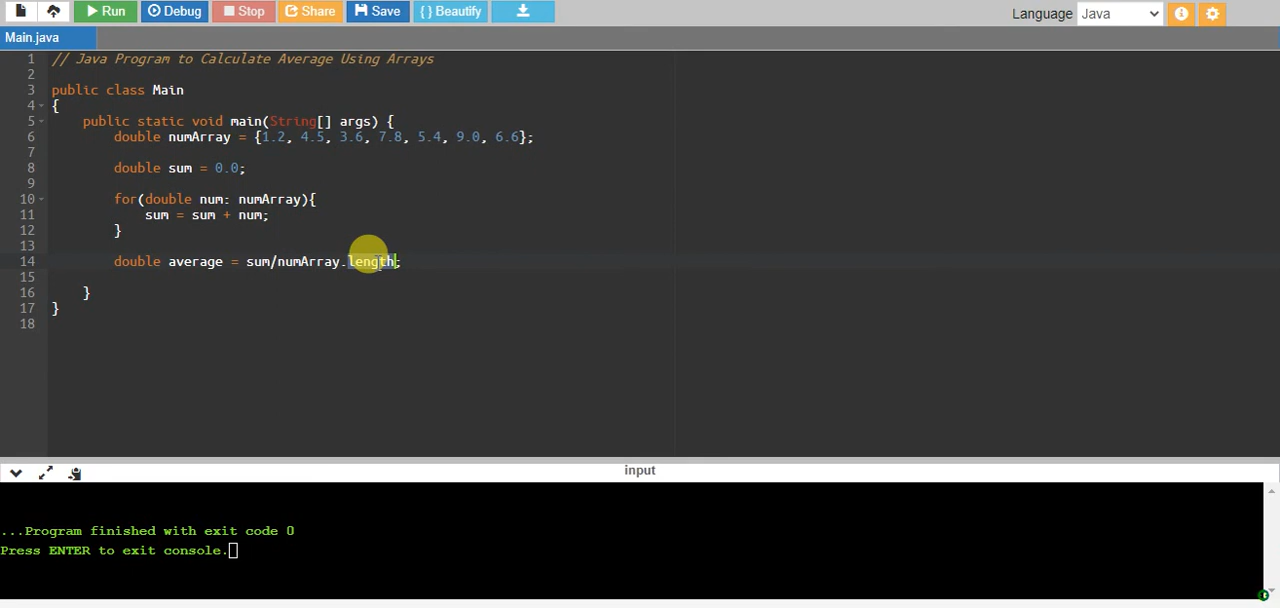 Run Debug Stop Share Save { } Beautify Language Java
Main.java
1 // Java Program to Calculate Average Using Arrays
2
3 public class Main
4 {
5 public static void main(String[] args) {
6 double numArray = {1.2, 4.5, 3.6, 7.8, 5.4, 9.0, 6.6};
7
8 double sum = 0.0;
9
10 for(double num: numArray){
11 sum = sum + num;
12 }
13
14 double average = sum/numArray.length;
15
16 }
17 }
18
input
...Program finished with exit code 0
Press ENTER to exit console.